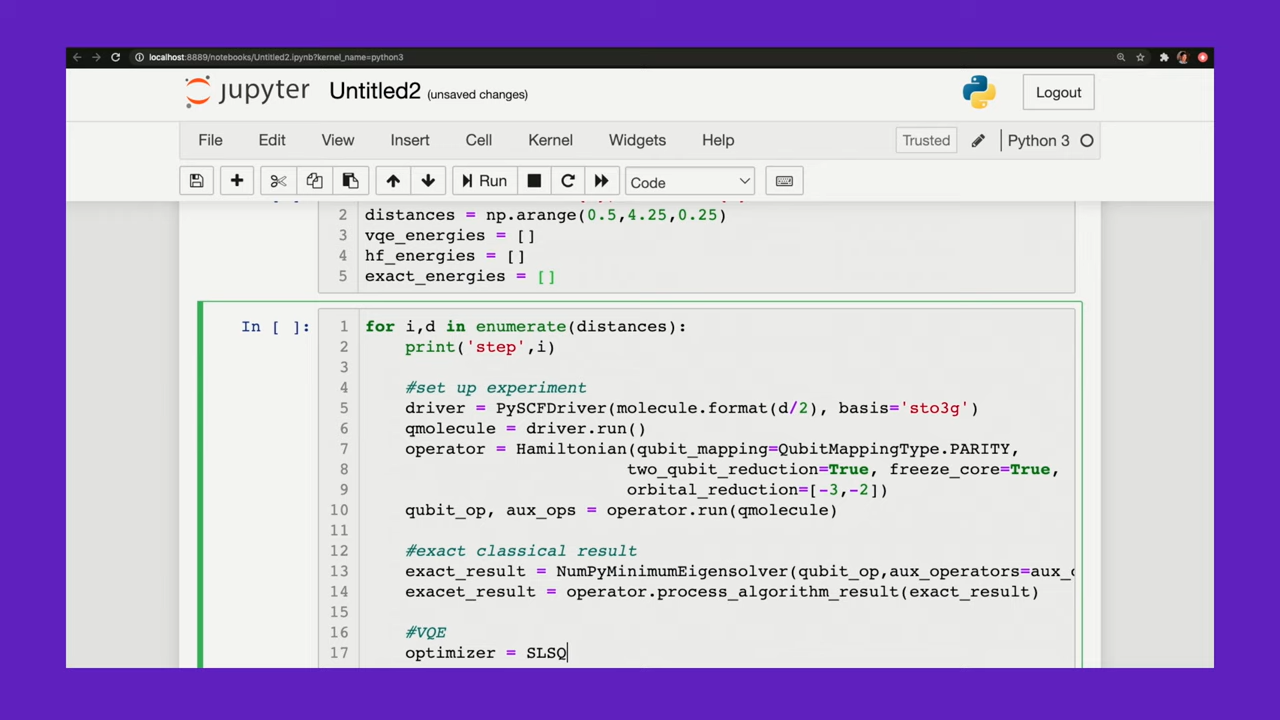 localhost:8889/notebooks/Untitled2.ipynb?kernel_name=python3
jupyter Untitled2 (unsaved changes) Logout
File Edit View Insert Cell Kernel Widgets Help Trusted Python 3
Run Code
2 distances = np.arange(0.5,4.25,0.25)
3 vqe_energies = []
4 hf_energies = []
5 exact_energies = []
In [ ]: 1 for i,d in enumerate(distances):
2 print('step',i)
3
4 #set up experiment
5 driver = PySCFDriver(molecule.format(d/2), basis='sto3g')
6 qmolecule = driver.run()
7 operator = Hamiltonian(qubit_mapping=QubitMappingType.PARITY,
8 two_qubit_reduction=True, freeze_core=True,
9 orbital_reduction=[-3,-2])
10 qubit_op, aux_ops = operator.run(qmolecule)
11
12 #exact classical result
13 exact_result = NumPyMinimumEigensolver(qubit_op,aux_operators=aux_
14 exacet_result = operator.process_algorithm_result(exact_result)
15
16 #VQE
17 optimizer = SLSQ